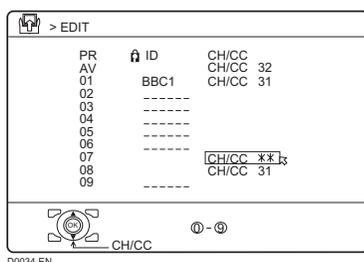 > EDIT
PR ID CH/CC
AV CH/CC 32
01 BBC1 CH/CC 31
02 ------
03 ------
04 ------
05 ------
06 ------
07 CH/CC **
08 CH/CC 31
09 ------
OK
0-9
CH/CC
D0034-EN